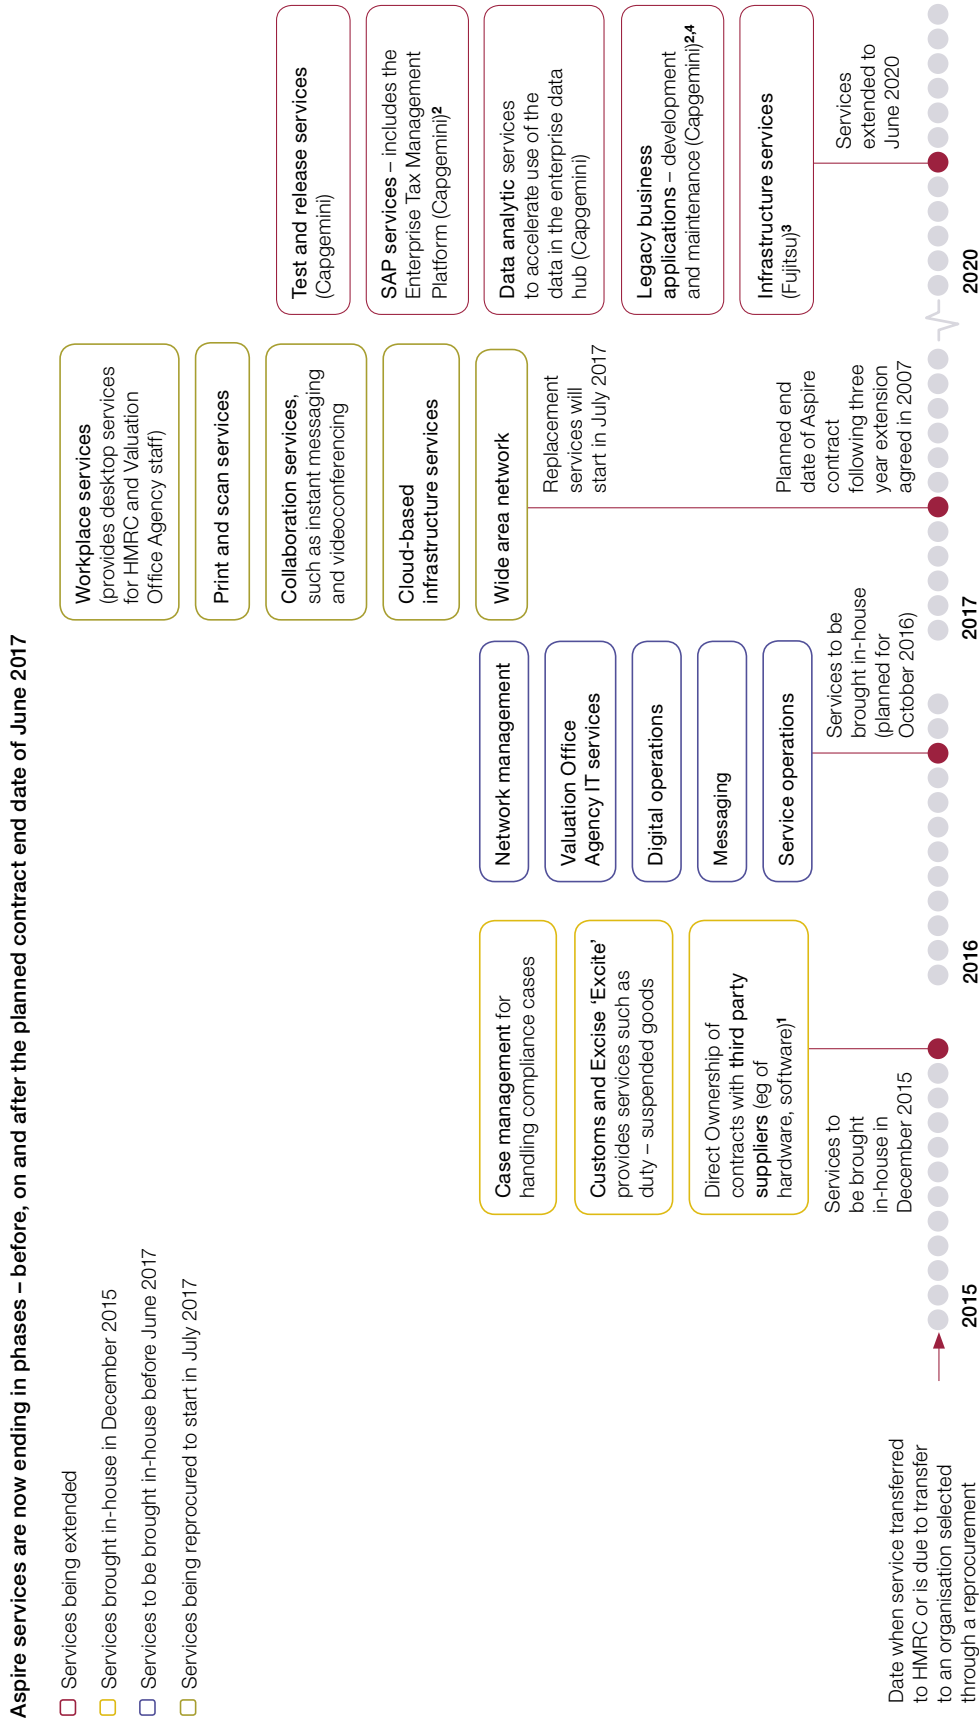 Aspire services are now ending in phases – before, on and after the planned contract end date of June 2017
Services being extended
Services brought in-house in December 2015
Services to be brought in-house before June 2017
Services being reprocured to start in July 2017
Case management for
handling compliance cases
Customs and Excise ‘Excite’
provides services such as
duty – suspended goods
Direct Ownership of
contracts with third party
suppliers (eg of
hardware, software)1
Services to
be brought
in-house in
December 2015
Network management
Valuation Office
Agency IT services
Digital operations
Messaging
Service operations
Services to be
brought in-house
(planned for
October 2016)
Workplace services
(provides desktop services
for HMRC and Valuation
Office Agency staff)
Print and scan services
Collaboration services,
such as instant messaging
and videoconferencing
Cloud-based
infrastructure services
Wide area network
Replacement
services will
start in July 2017
Planned end
date of Aspire
contract
following three
year extension
agreed in 2007
Test and release services
(Capgemini)
SAP services – includes the
Enterprise Tax Management
Platform (Capgemini)2
Data analytic services
to accelerate use of the
data in the enterprise data
hub (Capgemini)
Legacy business
applications – development
and maintenance (Capgemini)2,4
Infrastructure services
(Fujitsu)3
Services
extended to
June 2020
Date when service transferred
to HMRC or is due to transfer
to an organisation selected
through a reprocurement
2015
2016
2017
2020